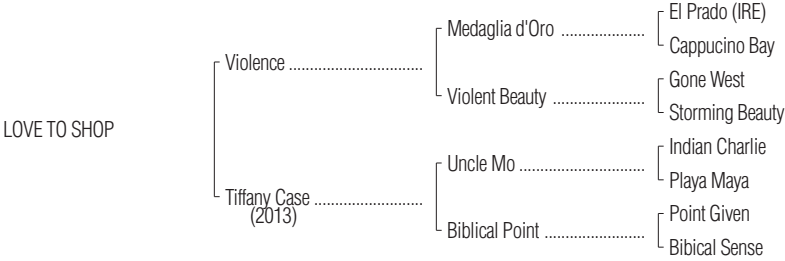 El Prado (IRE)
Medaglia d'Oro ....................
Cappucino Bay
Violence ................................
Gone West
Violent Beauty ......................
Storming Beauty
LOVE TO SHOP
Indian Charlie
Uncle Mo ..............................
Playa Maya
Tiffany Case ..........................
(2013)
Point Given
Biblical Point ........................
Bibical Sense